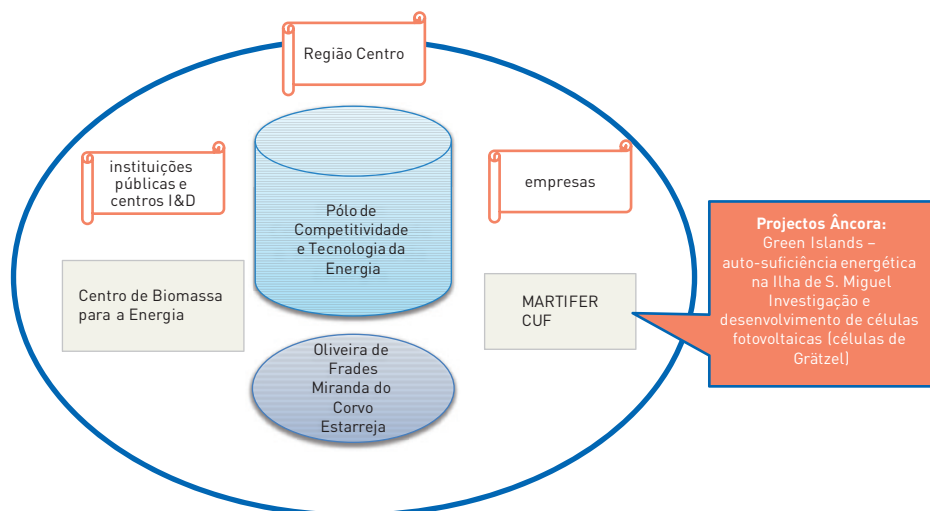 Região Centro
instituições
públicas e
centros I&D
Pólo de
Competitividade
e Tecnologia da
Energia
empresas
Centro de Biomassa
para a Energia
MARTIFER
CUF
Oliveira de
Frades
Miranda do
Corvo
Estarreja
Projectos Âncora:
Green Islands –
auto-suficiência energética
na Ilha de S. Miguel
Investigação e
desenvolvimento de células
fotovoltaicas (células de
Grätzel)